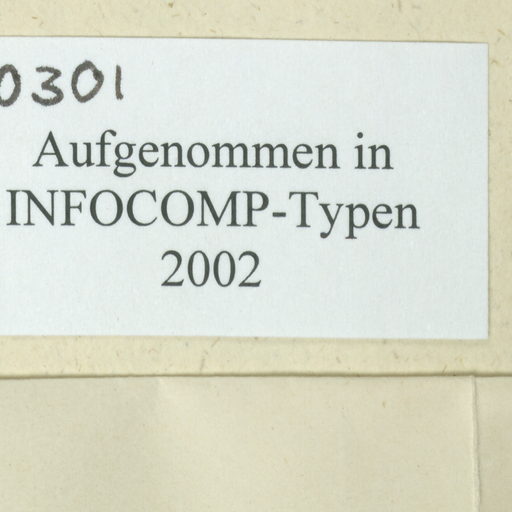 0301
Aufgenommen in
INFOCOMP-Typen
2002